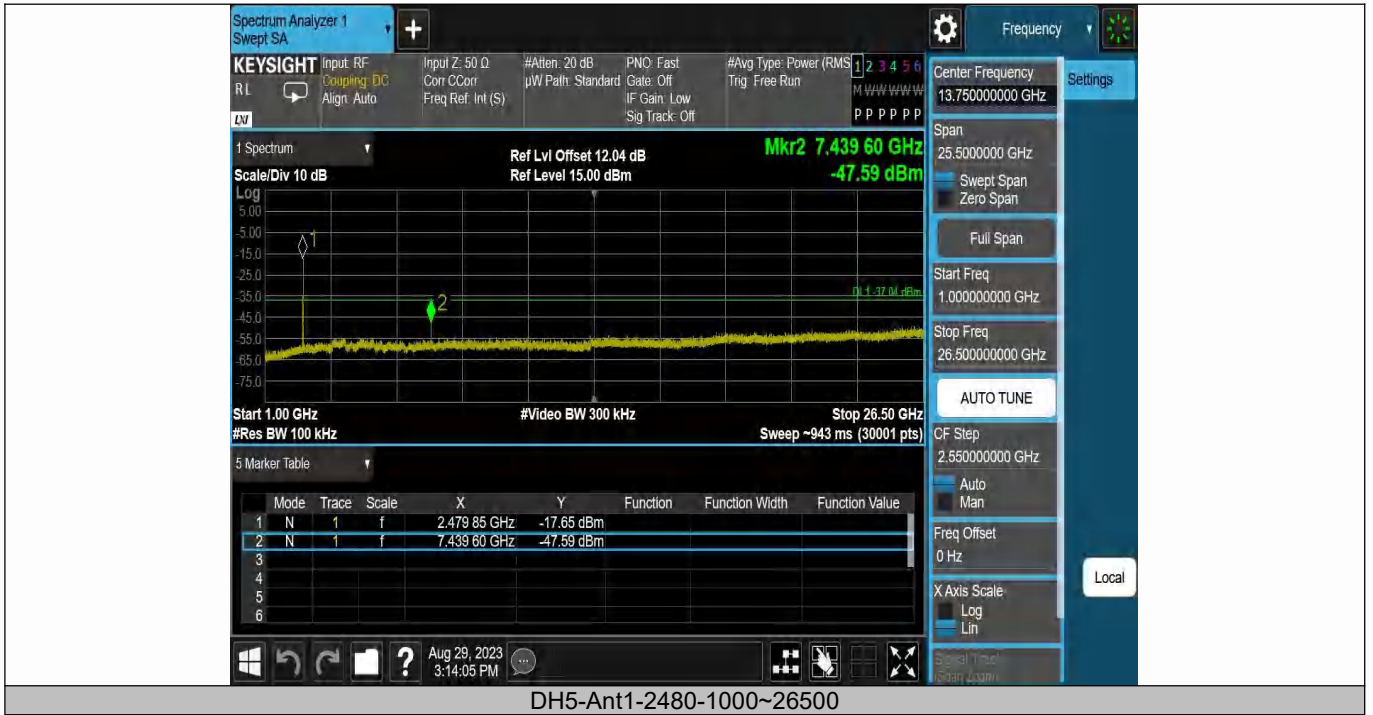 Spectrum Analyzer 1
Swept SA
+
Frequency
KEYSIGHT
RL
LXI
Input: RF
Coupling: DC
Align: Auto
Input Z: 50 Ω
Corr CCorr
Freq Ref: Int (S)
#Atten: 20 dB
µW Path: Standard
PNO: Fast
Gate: Off
IF Gain: Low
Sig Track: Off
#Avg Type: Power (RMS
Trig: Free Run
1 2 3 4 5 6
M W W W W W
P P P P P P
1 Spectrum
Scale/Div 10 dB
Ref Lvl Offset 12.04 dB
Ref Level 15.00 dBm
Mkr2 7.439 60 GHz
-47.59 dBm
Log
5.00
-5.00
-15.0
-25.0
-35.0
-45.0
-55.0
-65.0
-75.0
1
2
DL1 -37.04 dBm
Start 1.00 GHz
#Res BW 100 kHz
#Video BW 300 kHz
Stop 26.50 GHz
Sweep ~943 ms (30001 pts)
5 Marker Table
Mode Trace Scale X Y Function Function Width Function Value
1 N 1 f 2.479 85 GHz -17.65 dBm
2 N 1 f 7.439 60 GHz -47.59 dBm
3
4
5
6
Center Frequency
13.750000000 GHz
Settings
Span
25.5000000 GHz
Swept Span
Zero Span
Full Span
Start Freq
1.000000000 GHz
Stop Freq
26.500000000 GHz
AUTO TUNE
CF Step
2.550000000 GHz
Auto
Man
Freq Offset
0 Hz
X Axis Scale
Log
Lin
Local
Signal Track
(Span Zoom)
?
Aug 29, 2023
3:14:05 PM
DH5-Ant1-2480-1000~26500